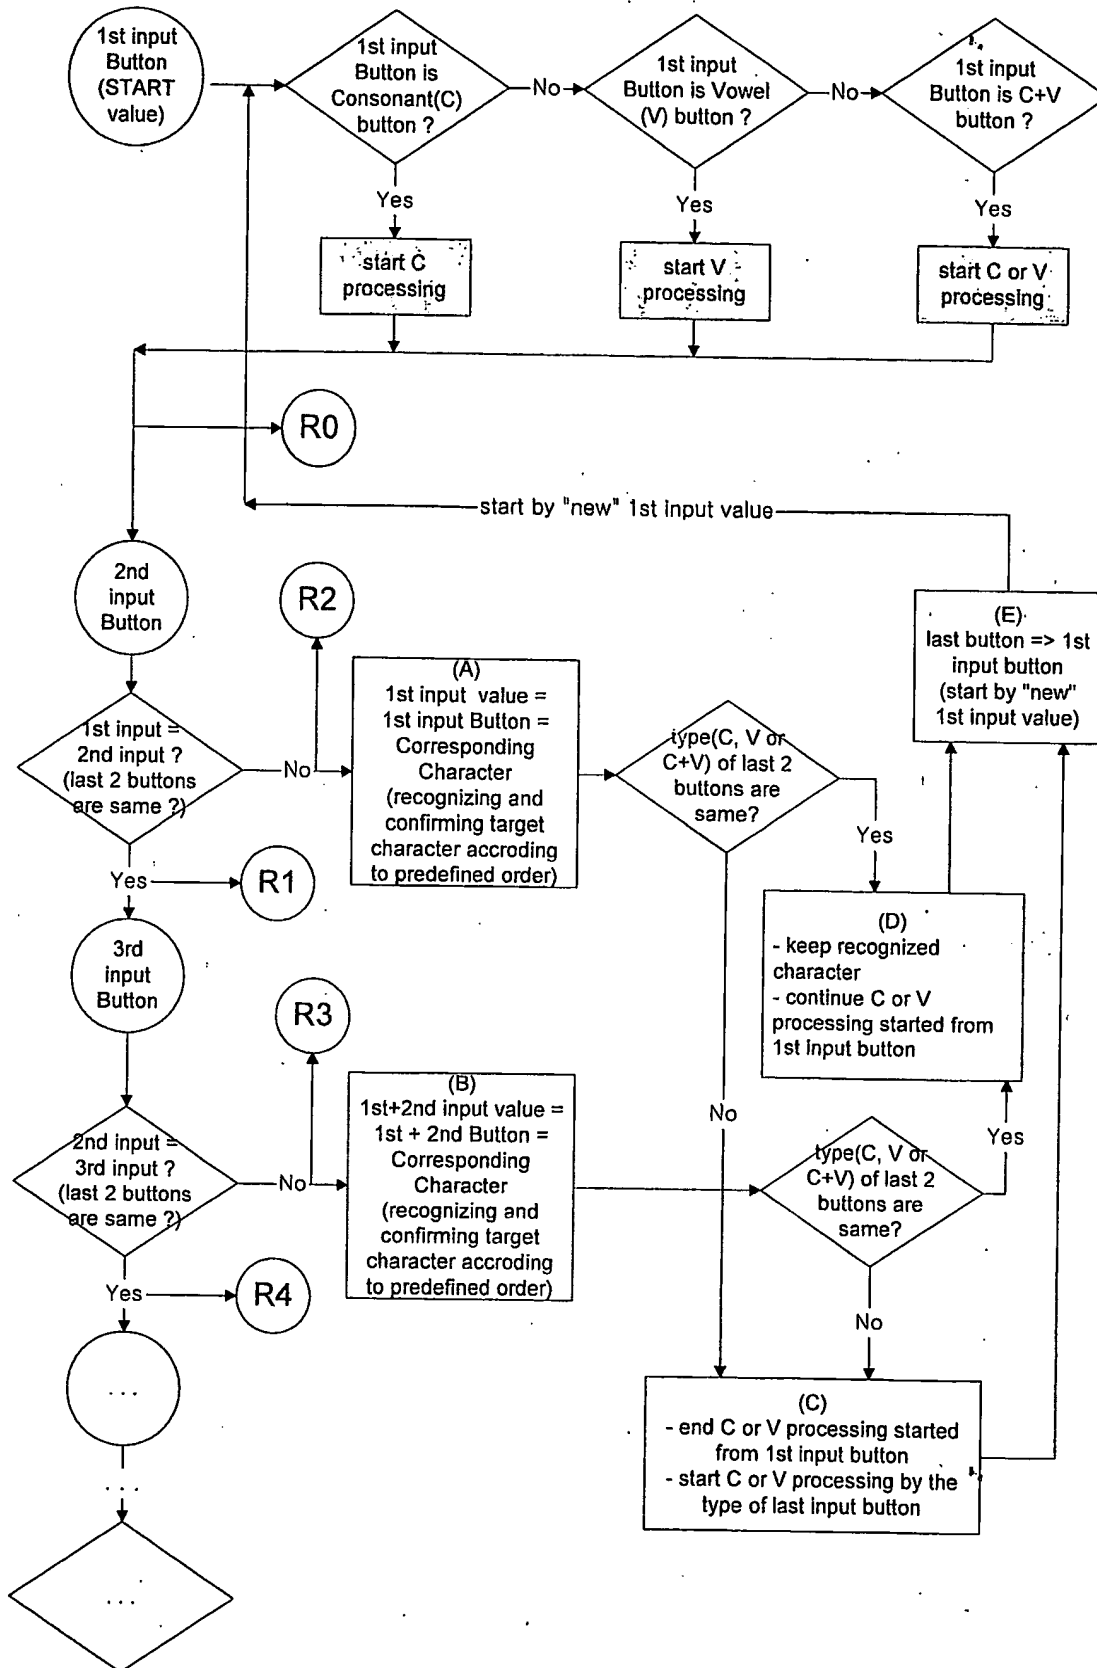 1st input
Button
(START
value)
1st input
Button is
Consonant(C)
button ?
No
1st input
Button is Vowel
(V) button ?
No
1st input
Button is C+V
button ?
Yes
Yes
Yes
start C
processing
start V
processing
start C or V
processing
R0
start by "new" 1st input value
2nd
input
Button
R2
(E)
last button => 1st
input button
(start by "new"
1st input value)
1st input =
2nd input ?
(last 2 buttons
are same ?)
No
(A)
1st input value =
1st input Button =
Corresponding
Character
(recognizing and
confirming target
character accroding
to predefined order)
type(C, V or
C+V) of last 2
buttons are
same?
Yes
Yes
R1
3rd
input
Button
(D)
- keep recognized
character
- continue C or V
processing started from
1st input button
R3
2nd input =
3rd input ?
(last 2 buttons
are same ?)
No
(B)
1st+2nd input value =
1st + 2nd Button =
Corresponding
Character
(recognizing and
confirming target
character accroding
to predefined order)
No
type(C, V or
C+V) of last 2
buttons are
same?
Yes
Yes
R4
No
...
(C)
- end C or V processing started
from 1st input button
- start C or V processing by the
type of last input button
...
...